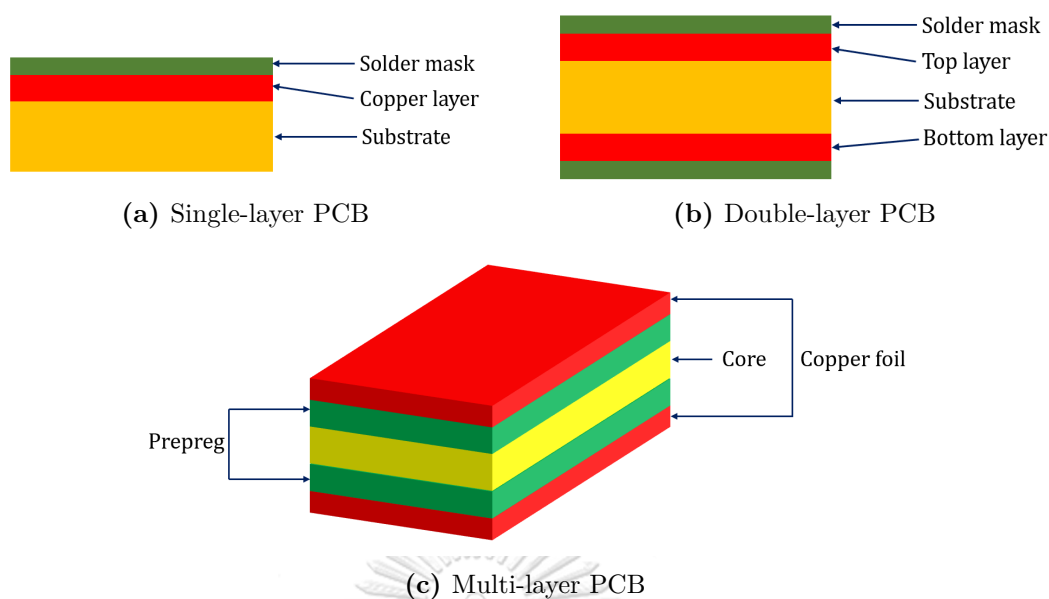 Solder mask
Copper layer
Substrate
(a) Single-layer PCB
Solder mask
Top layer
Substrate
Bottom layer
(b) Double-layer PCB
Prepreg
Core
Copper foil
(c) Multi-layer PCB